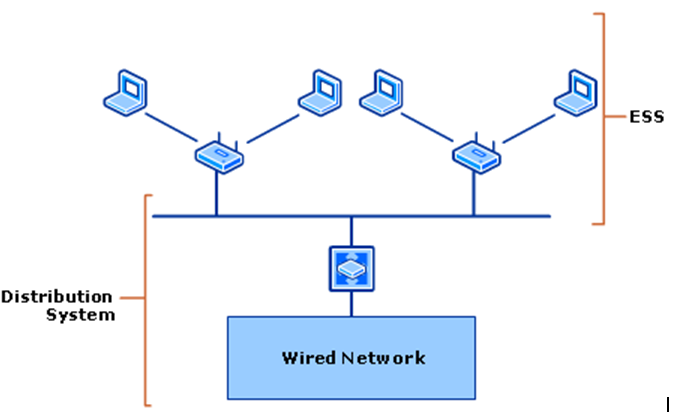 ESS
Distribution
System
Wired Network